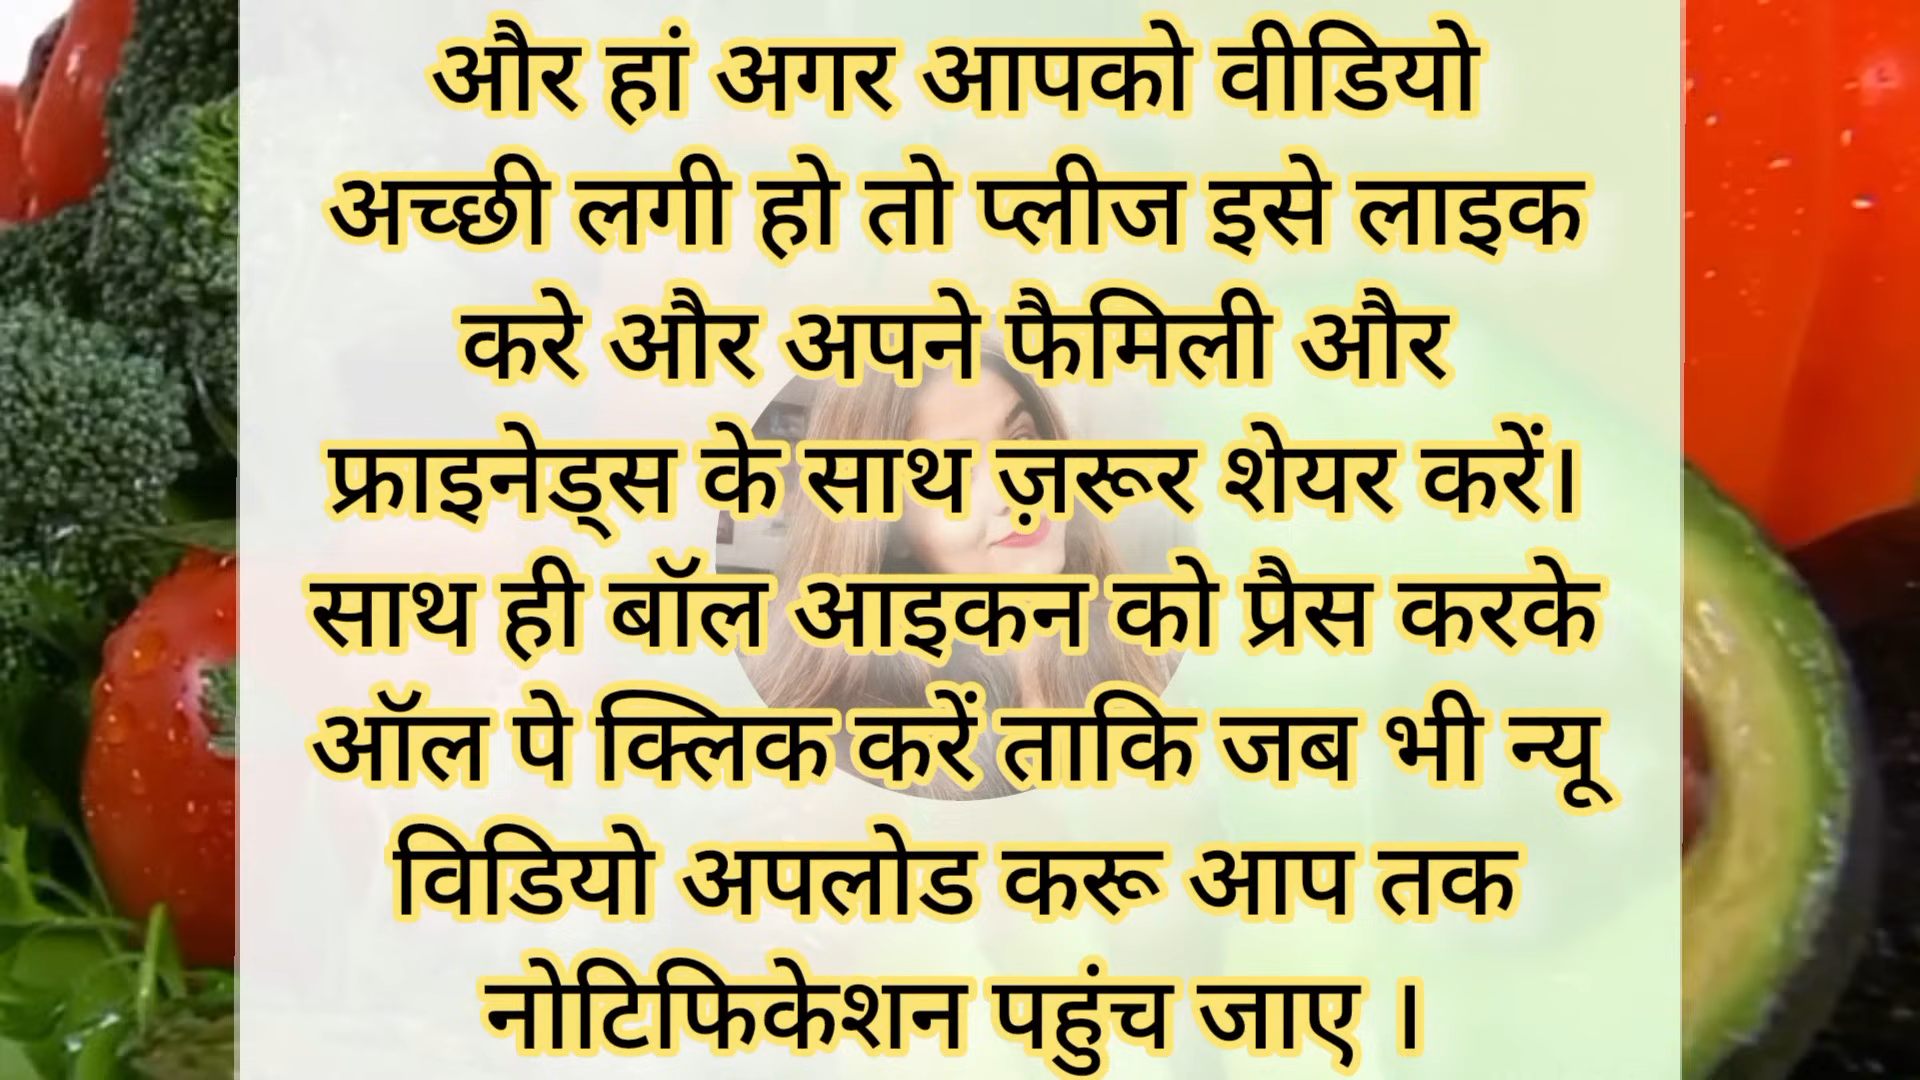 और हां अगर आपको वीडियो
अच्छी लगी हो तो प्लीज इसे लाइक
करे और अपने फैमिली और
फ्राइनेड्स के साथ ज़रूर शेयर करें।
साथ ही बॉल आइकन को प्रैस करके
ऑल पे क्लिक करें ताकि जब भी न्यू
विडियो अपलोड करू आप तक
नोटिफिकेशन पहुंच जाए ।